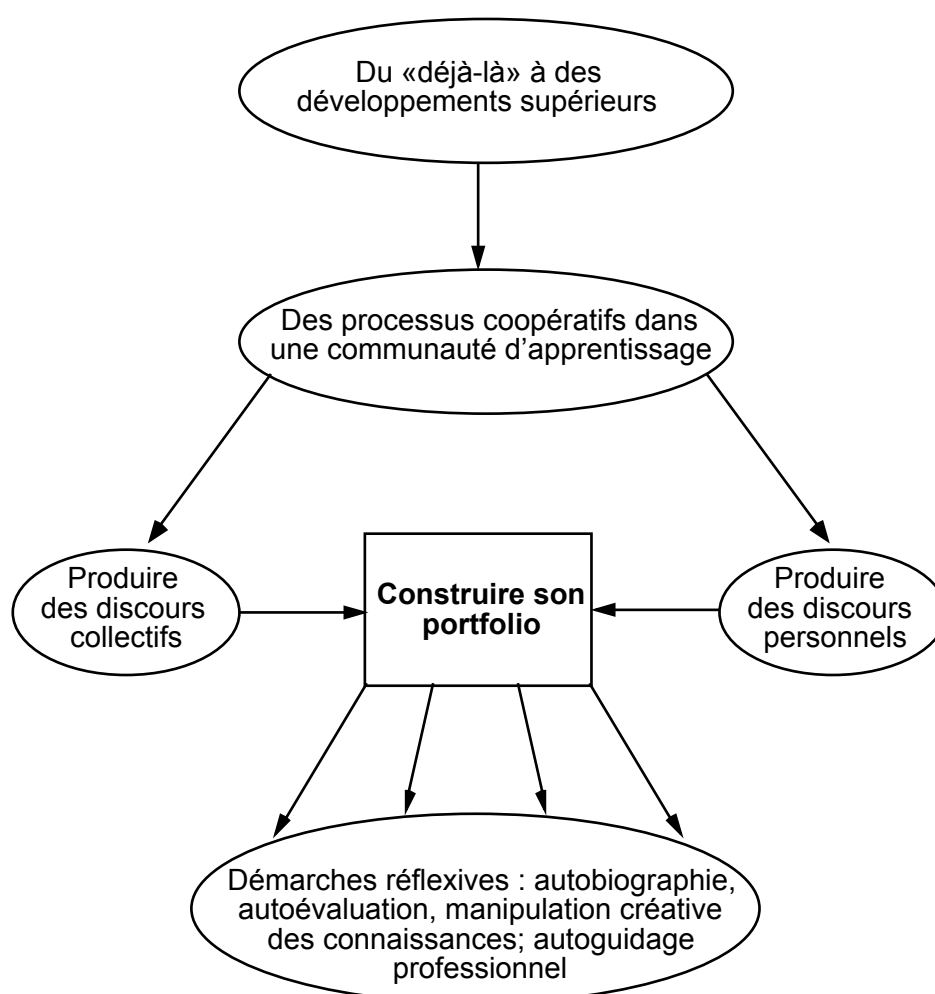 Du «déjà-là» à des
développements supérieurs
Des processus coopératifs dans
une communauté d’apprentissage
Produire
des discours
collectifs
Construire son
portfolio
Produire
des discours
personnels
Démarches réflexives : autobiographie,
autoévaluation, manipulation créative
des connaissances; autoguidage
professionnel